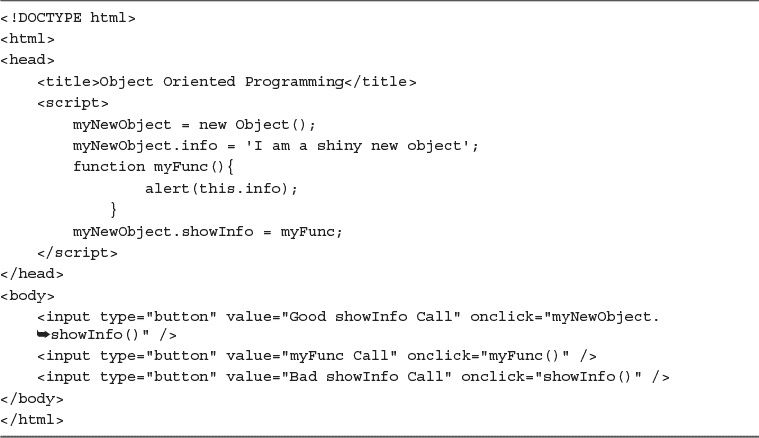 <!DOCTYPE html>
<html>
<head>
    <title>Object Oriented Programming</title>
    <script>
        myNewObject = new Object();
        myNewObject.info = 'I am a shiny new object';
        function myFunc(){
                alert(this.info);
            }
        myNewObject.showInfo = myFunc;
    </script>
</head>
<body>
    <input type="button" value="Good showInfo Call" onclick="myNewObject.
    ➥showInfo()" />
    <input type="button" value="myFunc Call" onclick="myFunc()" />
    <input type="button" value="Bad showInfo Call" onclick="showInfo()" />
</body>
</html>